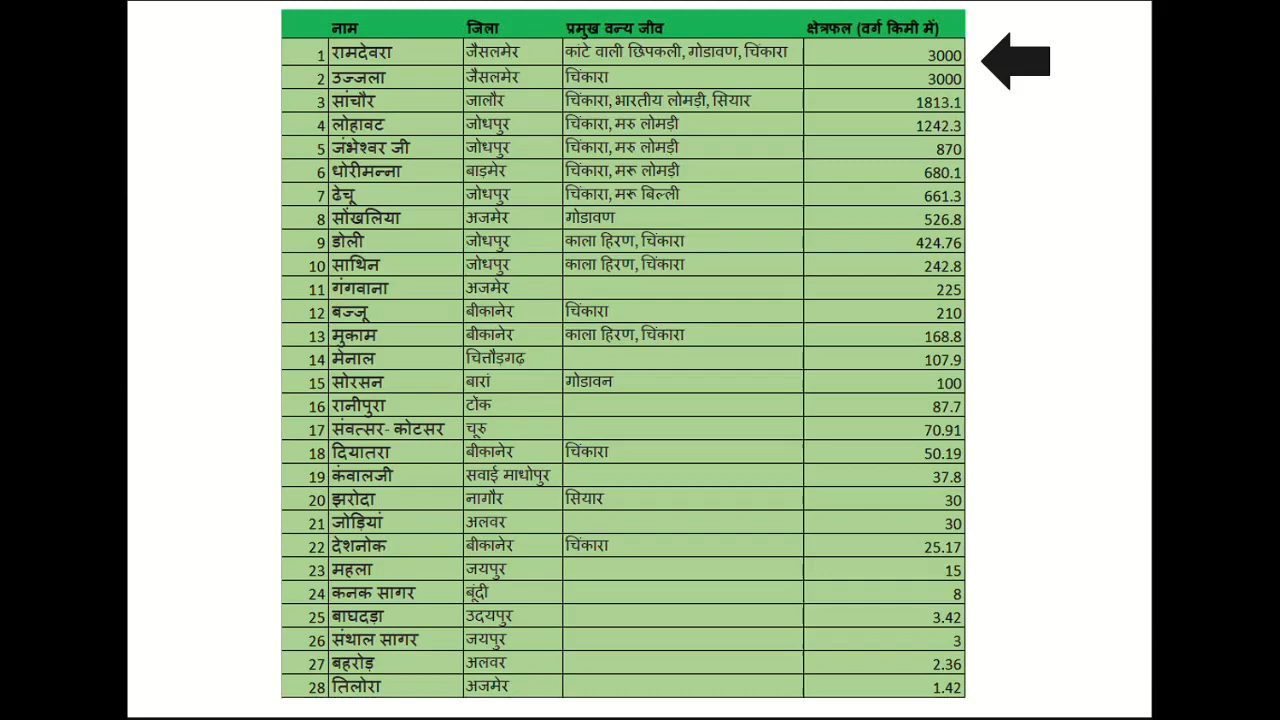 नाम जिला प्रमुख वन्य जीव क्षेत्रफल (वर्ग किमी में)
1 रामदेवरा जैसलमेर कांटे वाली छिपकली, गोडावण, चिंकारा 3000
2 उज्जला जैसलमेर चिंकारा 3000
3 सांचौर जालौर चिंकारा, भारतीय लोमड़ी, सियार 1813.1
4 लोहावट जोधपुर चिंकारा, मरु लोमड़ी 1242.3
5 जंभेश्वर जी जोधपुर चिंकारा, मरु लोमड़ी 870
6 धोरीमन्ना बाड़मेर चिंकारा, मरू लोमड़ी 680.1
7 ढेचू जोधपुर चिंकारा, मरू बिल्ली 661.3
8 सोंखलिया अजमेर गोडावण 526.8
9 डोली जोधपुर काला हिरण, चिंकारा 424.76
10 साथिन जोधपुर काला हिरण, चिंकारा 242.8
11 गंगवाना अजमेर 225
12 बज्जू बीकानेर चिंकारा 210
13 मुकाम बीकानेर काला हिरण, चिंकारा 168.8
14 मेनाल चित्तौड़गढ़ 107.9
15 सोरसन बारां गोडावन 100
16 रानीपुरा टोंक 87.7
17 संवत्सर- कोटसर चूरु 70.91
18 दियातरा बीकानेर चिंकारा 50.19
19 कंवालजी सवाई माधोपुर 37.8
20 झरोदा नागौर सियार 30
21 जोड़ियां अलवर 30
22 देशनोक बीकानेर चिंकारा 25.17
23 महला जयपुर 15
24 कनक सागर बूंदी 8
25 बाघदड़ा उदयपुर 3.42
26 संथाल सागर जयपुर 3
27 बहरोड़ अलवर 2.36
28 तिलोरा अजमेर 1.42